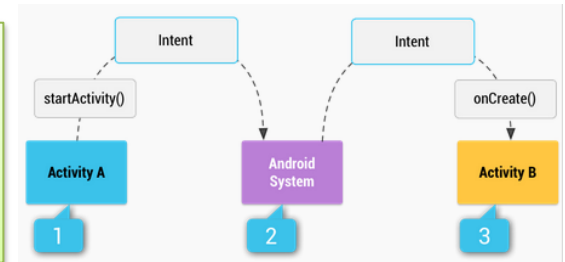 Intent
Intent
startActivity()
onCreate()
Activity A
Android
System
Activity B
1
2
3